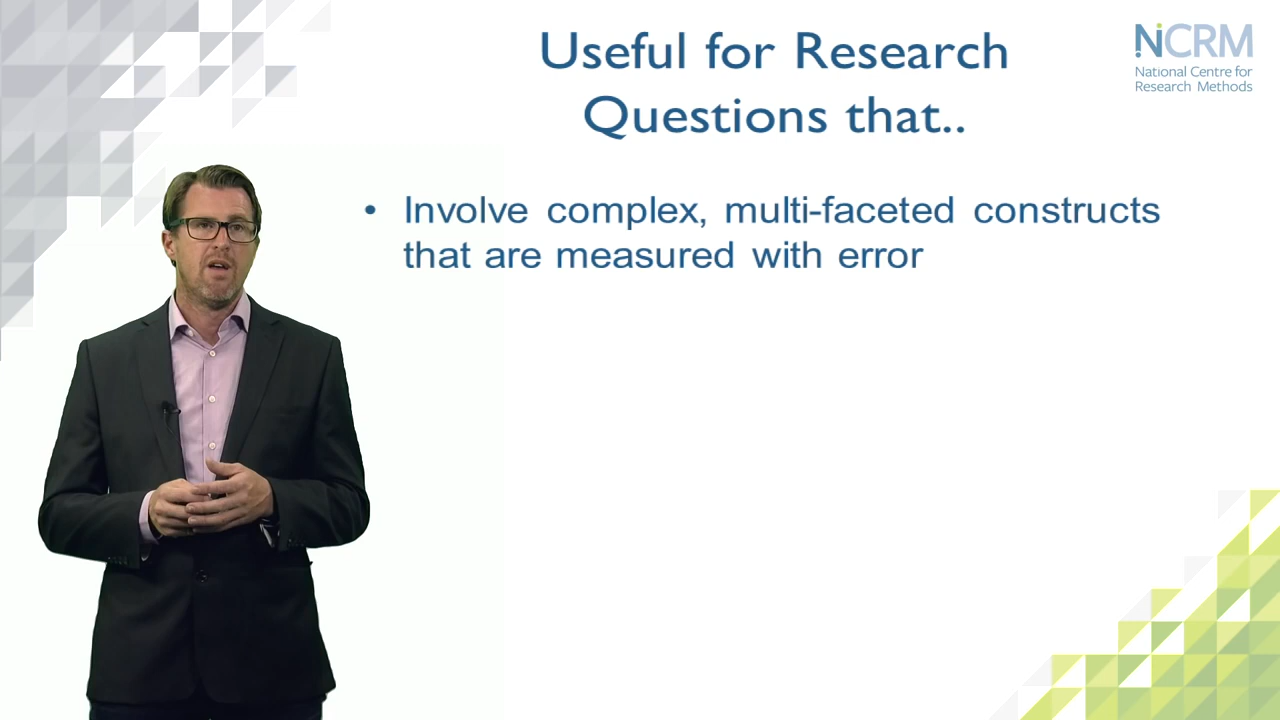 Useful for Research
Questions that..
NCRM
National Centre for
Research Methods
• Involve complex, multi-faceted constructs
that are measured with error